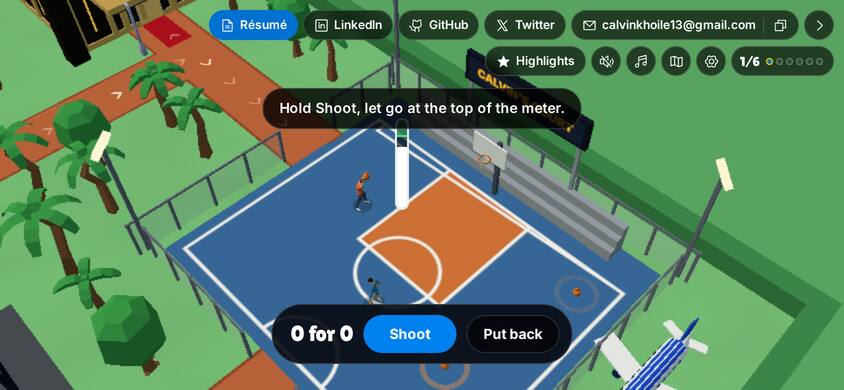 Résumé
LinkedIn
GitHub
Twitter
calvinkhoile13@gmail.com
Highlights
1/6
Hold Shoot, let go at the top of the meter.
0 for 0
Shoot
Put back